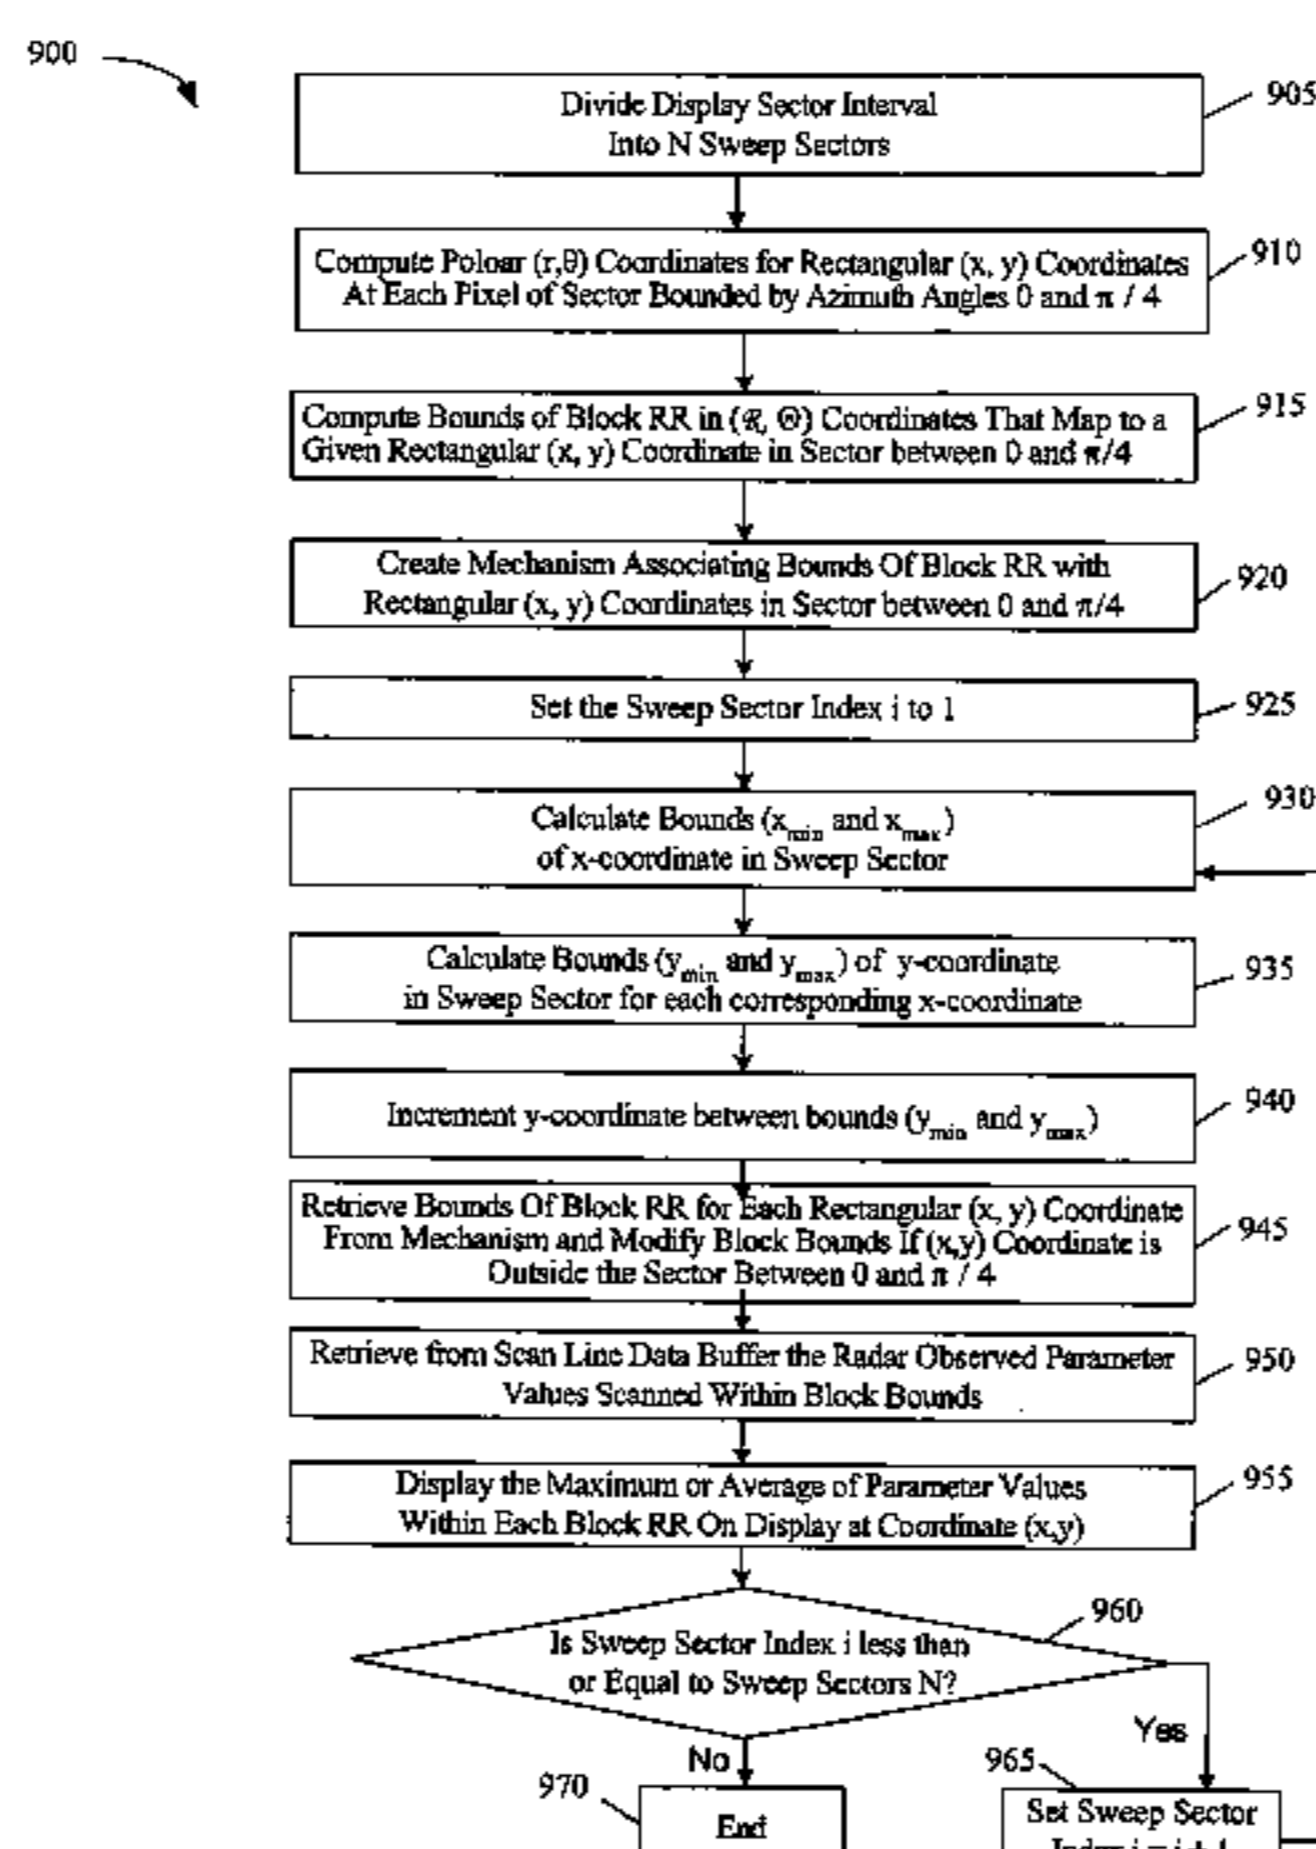 900
Divide Display Sector Interval
Into N Sweep Sectors
905
Compute Poloar (r,θ) Coordinates for Rectangular (x, y) Coordinates
At Each Pixel of Sector Bounded by Azimuth Angles 0 and π / 4
910
Compute Bounds of Block RR in (ℛ, Θ) Coordinates That Map to a
Given Rectangular (x, y) Coordinate in Sector between 0 and π/4
915
Create Mechanism Associating Bounds Of Block RR with
Rectangular (x, y) Coordinates in Sector between 0 and π/4
920
Set the Sweep Sector Index i to 1
925
Calculate Bounds (xmin and xmax)
of x-coordinate in Sweep Sector
930
Calculate Bounds (ymin and ymax) of y-coordinate
in Sweep Sector for each corresponding x-coordinate
935
Increment y-coordinate between bounds (ymin and ymax)
940
Retrieve Bounds Of Block RR for Each Rectangular (x, y) Coordinate
From Mechanism and Modify Block Bounds If (x,y) Coordinate is
Outside the Sector Between 0 and π / 4
945
Retrieve from Scan Line Data Buffer the Radar Observed Parameter
Values Scanned Within Block Bounds
950
Display the Maximum or Average of Parameter Values
Within Each Block RR On Display at Coordinate (x,y)
955
Is Sweep Sector Index i less than
or Equal to Sweep Sectors N?
960
No
Yes
970
End
965
Set Sweep Sector